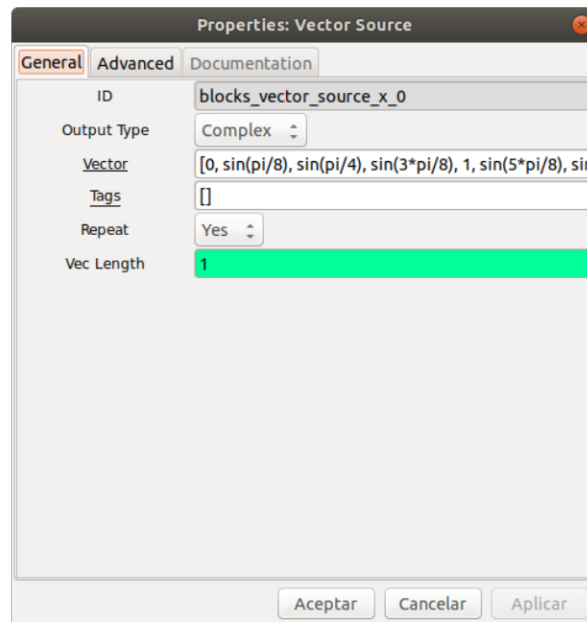 Properties: Vector Source
General Advanced Documentation
ID blocks_vector_source_x_0
Output Type Complex
Vector [0, sin(pi/8), sin(pi/4), sin(3*pi/8), 1, sin(5*pi/8), si
Tags []
Repeat Yes
Vec Length 1
Aceptar Cancelar Aplicar